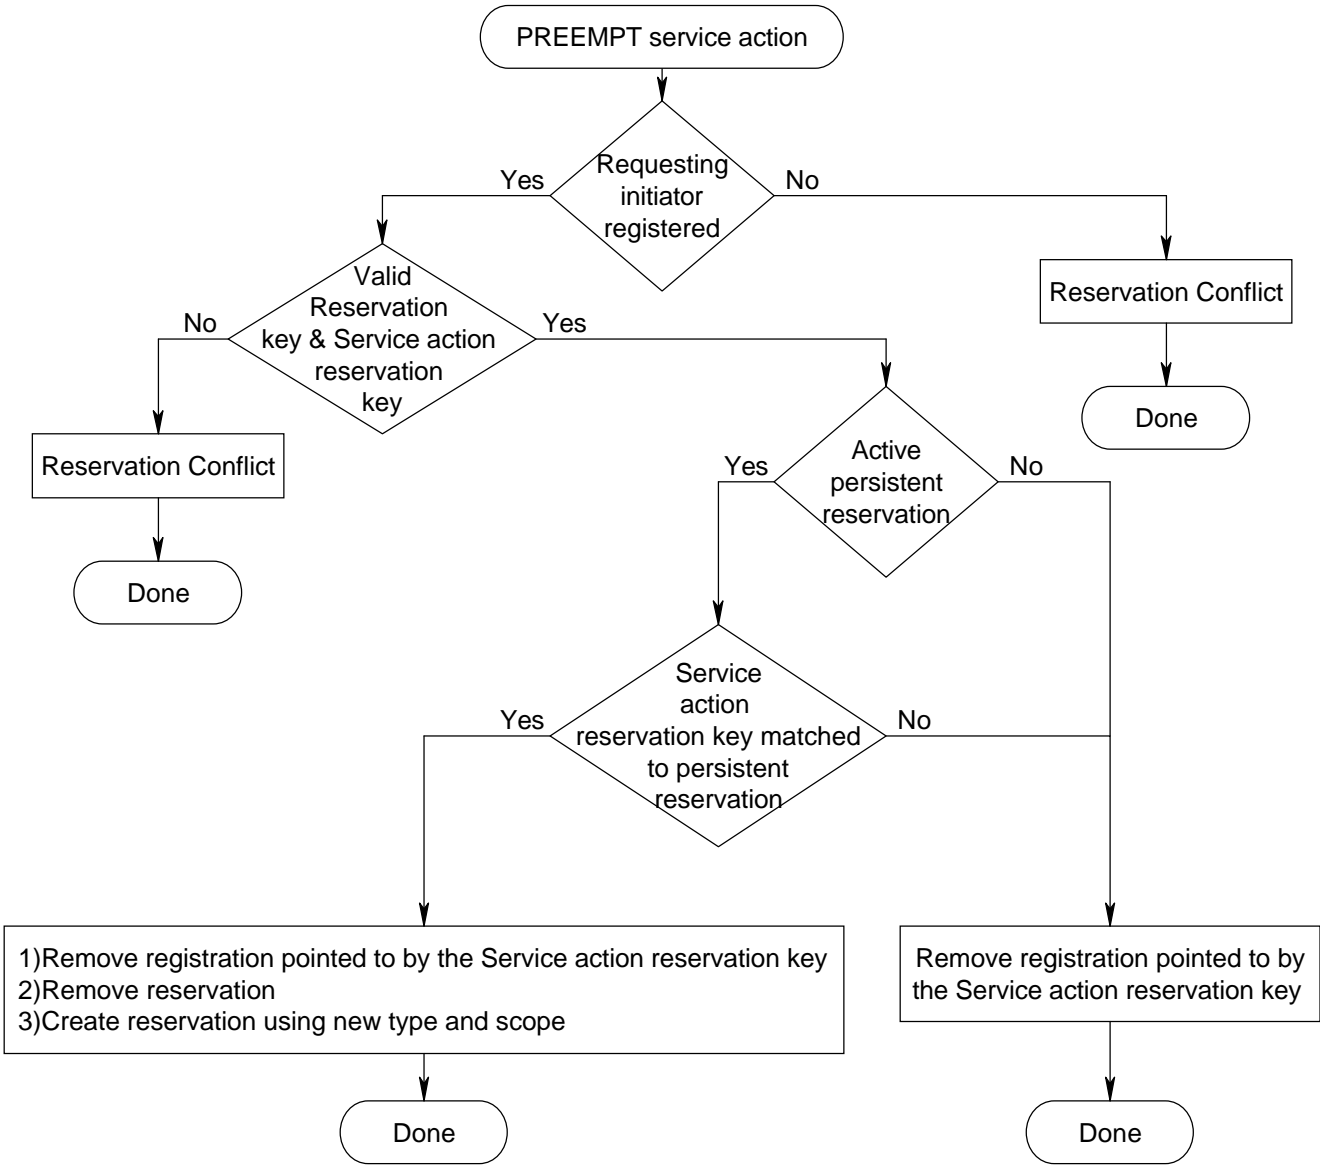 PREEMPT service action
Requesting
initiator
registered
Yes
No
Valid
Reservation
key & Service action
reservation
key
No
Yes
Reservation Conflict
Done
Reservation Conflict
Done
Active
persistent
reservation
Yes
No
Service
action
reservation key matched
to persistent
reservation
Yes
No
1)Remove registration pointed to by the Service action reservation key
2)Remove reservation
3)Create reservation using new type and scope
Done
Remove registration pointed to by
the Service action reservation key
Done